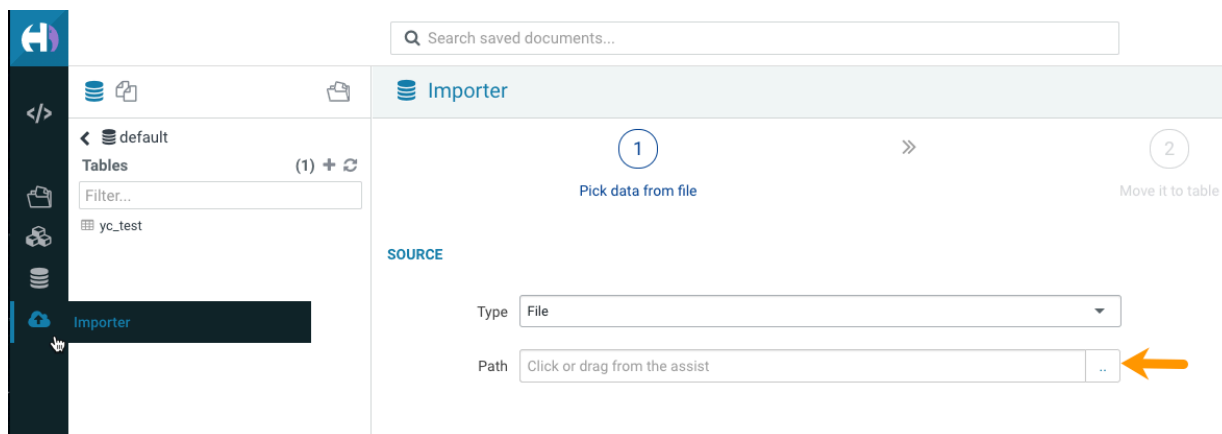 Search saved documents...
</>
Importer
default
Tables (1)
Filter...
yc_test
Importer
1
2
Pick data from file
Move it to table
SOURCE
Type File
Path Click or drag from the assist ..